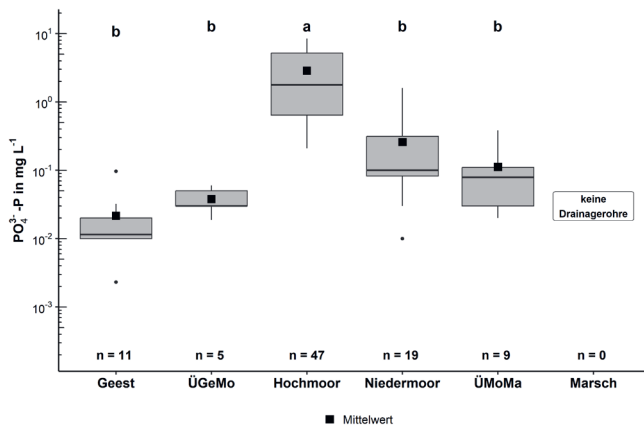 b b a b b
10¹
10⁰
10⁻¹
10⁻²
10⁻³
PO₄³⁻ -P in mg L⁻¹
keine
Drainagerohre
n = 11 n = 5 n = 47 n = 19 n = 9 n = 0
Geest ÜGeMo Hochmoor Niedermoor ÜMoMa Marsch
Mittelwert